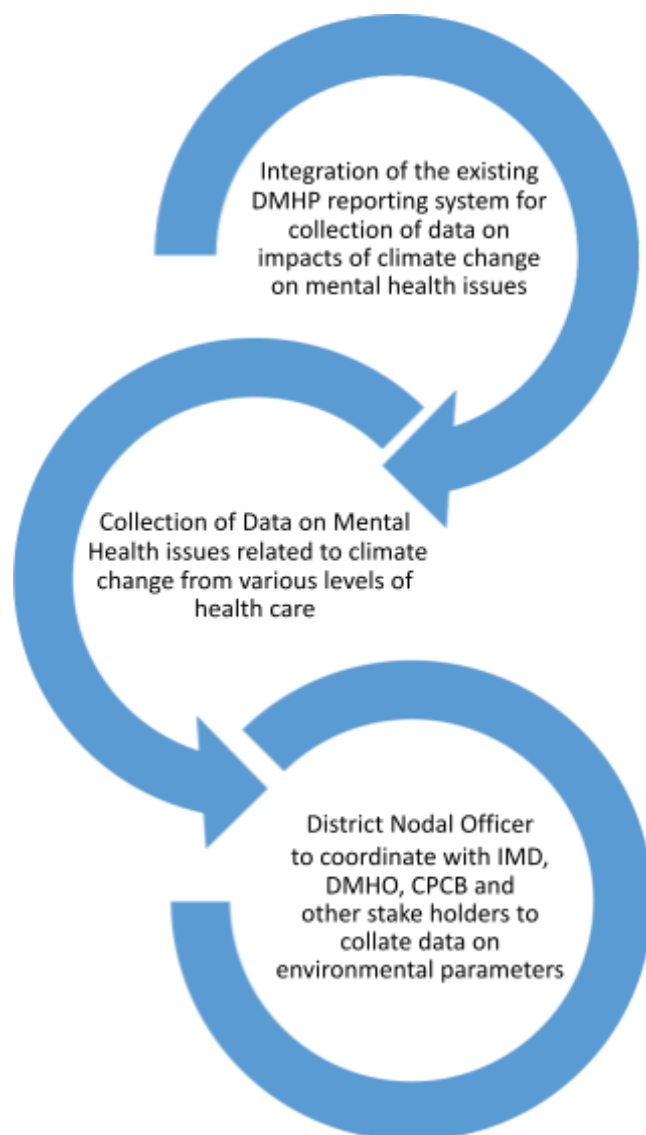 Integration of the existing
DMHP reporting system for
collection of data on
impacts of climate change
on mental health issues
Collection of Data on Mental
Health issues related to climate
change from various levels of
health care
District Nodal Officer
to coordinate with IMD,
DMHO, CPCB and
other stake holders to
collate data on
environmental parameters